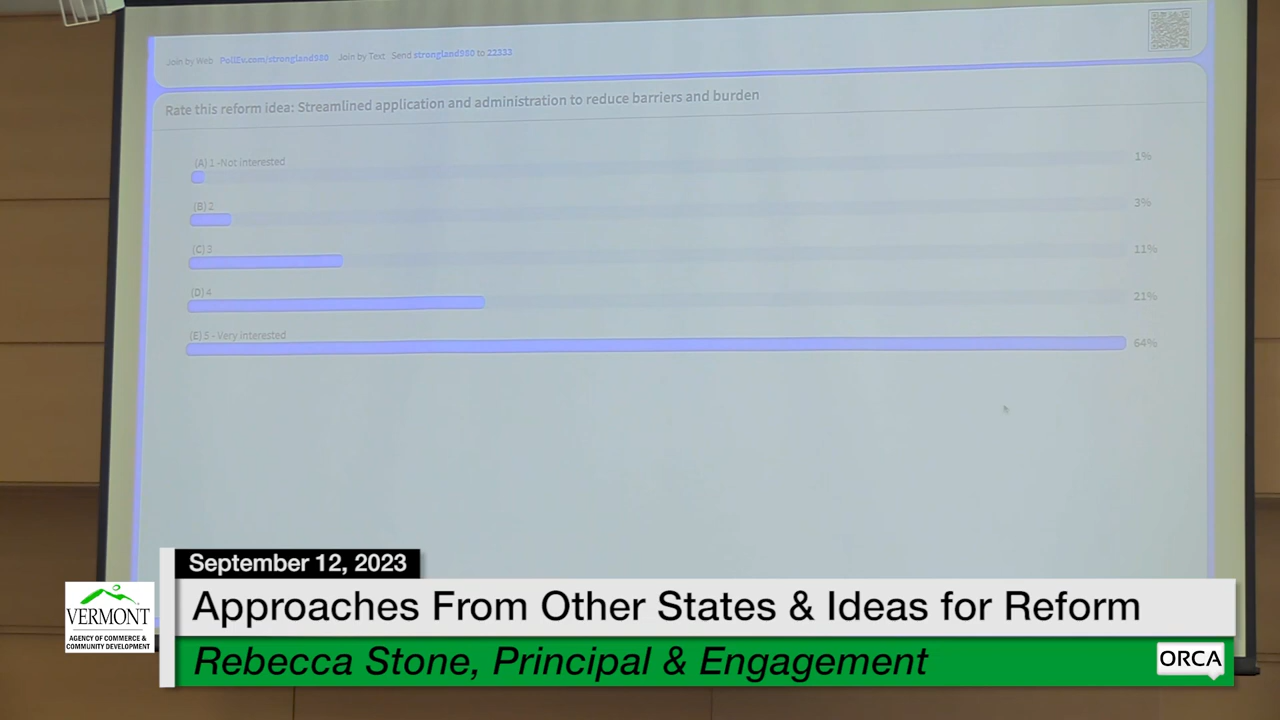 Join by Web PollEv.com/strongland980 Join by Text Send strongland980 to 22333
Rate this reform idea: Streamlined application and administration to reduce barriers and burden
(A) 1 -Not interested 1%
(B) 2 3%
(C) 3 11%
(D) 4 21%
(E) 5 - Very interested 64%
September 12, 2023
Approaches From Other States & Ideas for Reform
Rebecca Stone, Principal & Engagement
VERMONT
AGENCY OF COMMERCE &
COMMUNITY DEVELOPMENT
ORCA